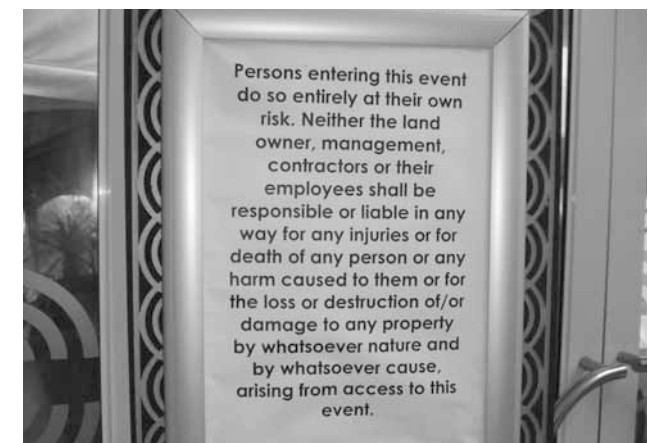 Persons entering this event
do so entirely at their own
risk. Neither the land
owner, management,
contractors or their
employees shall be
responsible or liable in any
way for any injuries or for
death of any person or any
harm caused to them or for
the loss or destruction of/or
damage to any property
by whatsoever nature and
by whatsoever cause,
arising from access to this
event.